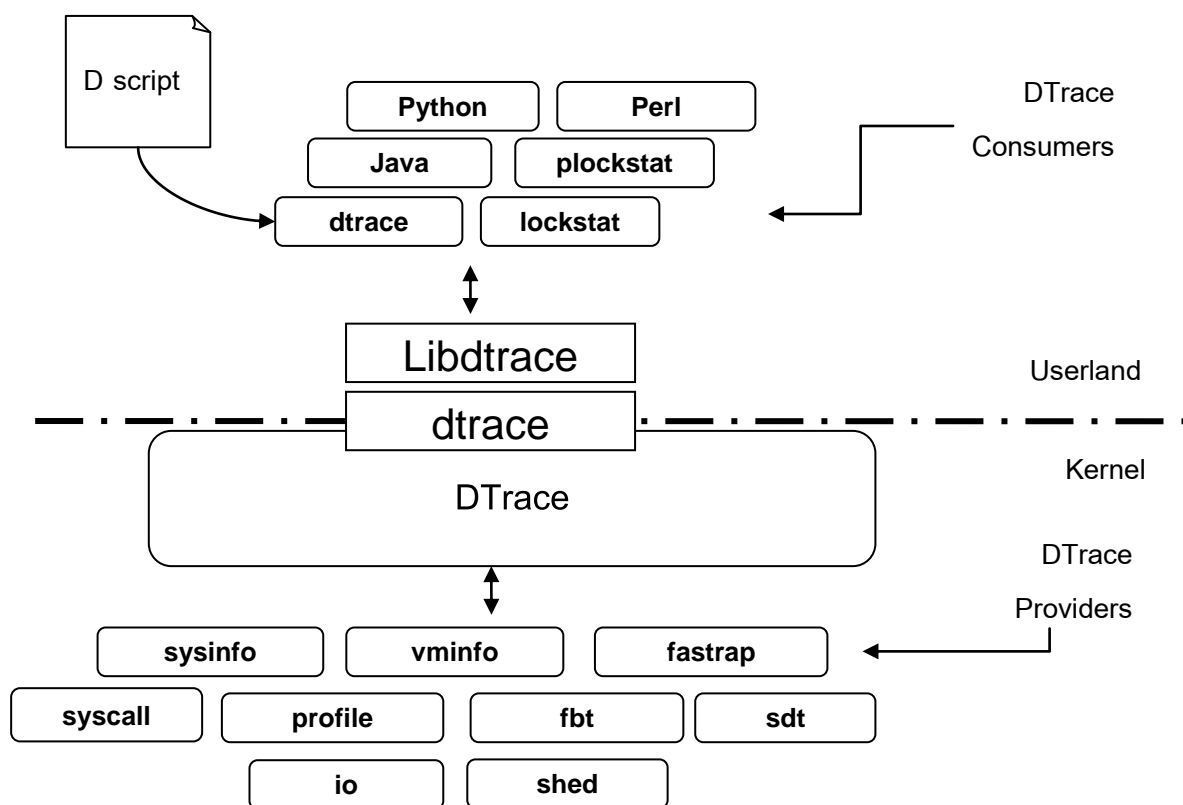 D script
Python
Perl
DTrace
Consumers
Java
plockstat
dtrace
lockstat
Libdtrace
Userland
dtrace
Kernel
DTrace
DTrace
Providers
sysinfo
vminfo
fastrap
syscall
profile
fbt
sdt
io
shed